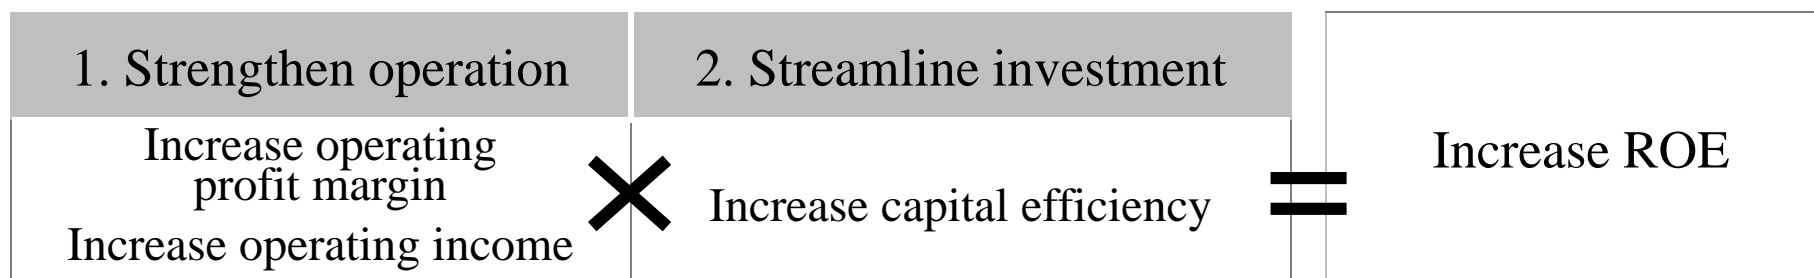 1. Strengthen operation
Increase operating
profit margin
Increase operating income
×
2. Streamline investment
Increase capital efficiency
=
Increase ROE